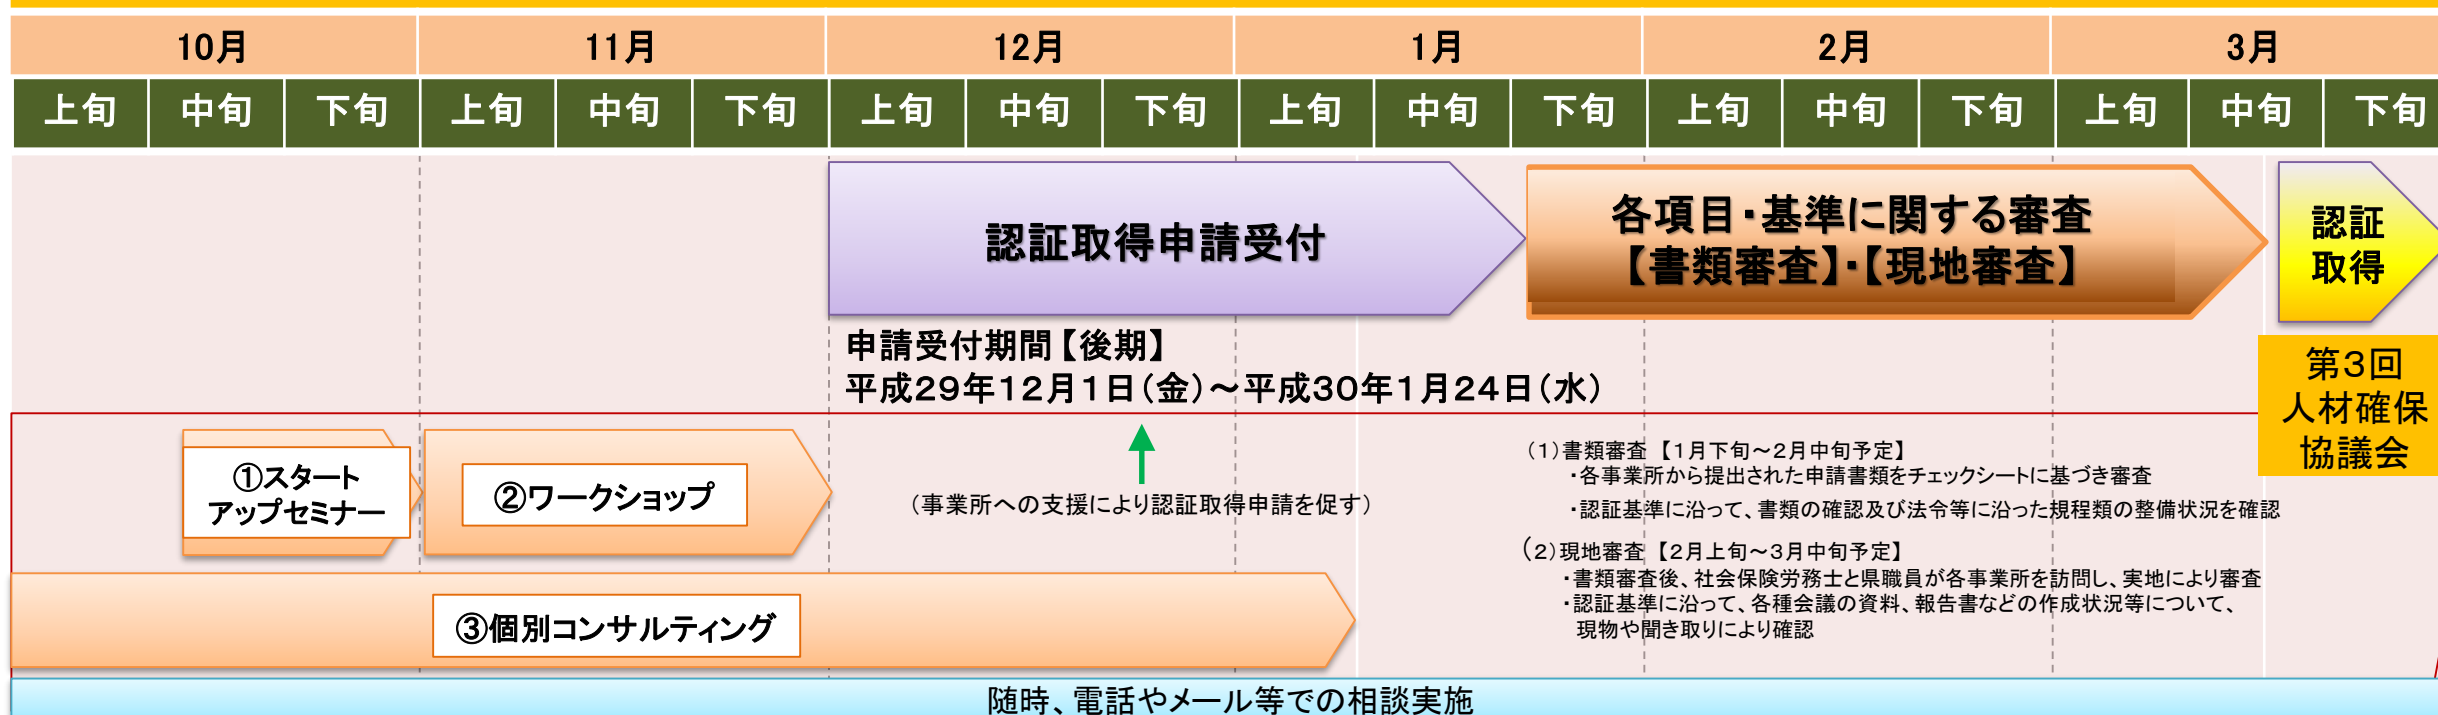 10月 11月 12月 1月 2月 3月
上旬 中旬 下旬 上旬 中旬 下旬 上旬 中旬 下旬 上旬 中旬 下旬 上旬 中旬 下旬 上旬 中旬 下旬
認証取得申請受付
各項目・基準に関する審査
【書類審査】・【現地審査】
認証
取得
申請受付期間【後期】
平成29年12月1日(金)～平成30年1月24日(水)
第3回
人材確保
協議会
①スタート
アップセミナー
②ワークショップ
(事業所への支援により認証取得申請を促す)
(1)書類審査 【1月下旬～2月中旬予定】
・各事業所から提出された申請書類をチェックシートに基づき審査
・認証基準に沿って、書類の確認及び法令等に沿った規程類の整備状況を確認
(2)現地審査 【2月上旬～3月中旬予定】
・書類審査後、社会保険労務士と県職員が各事業所を訪問し、実地により審査
・認証基準に沿って、各種会議の資料、報告書などの作成状況等について、
現物や聞き取りにより確認
③個別コンサルティング
随時、電話やメール等での相談実施